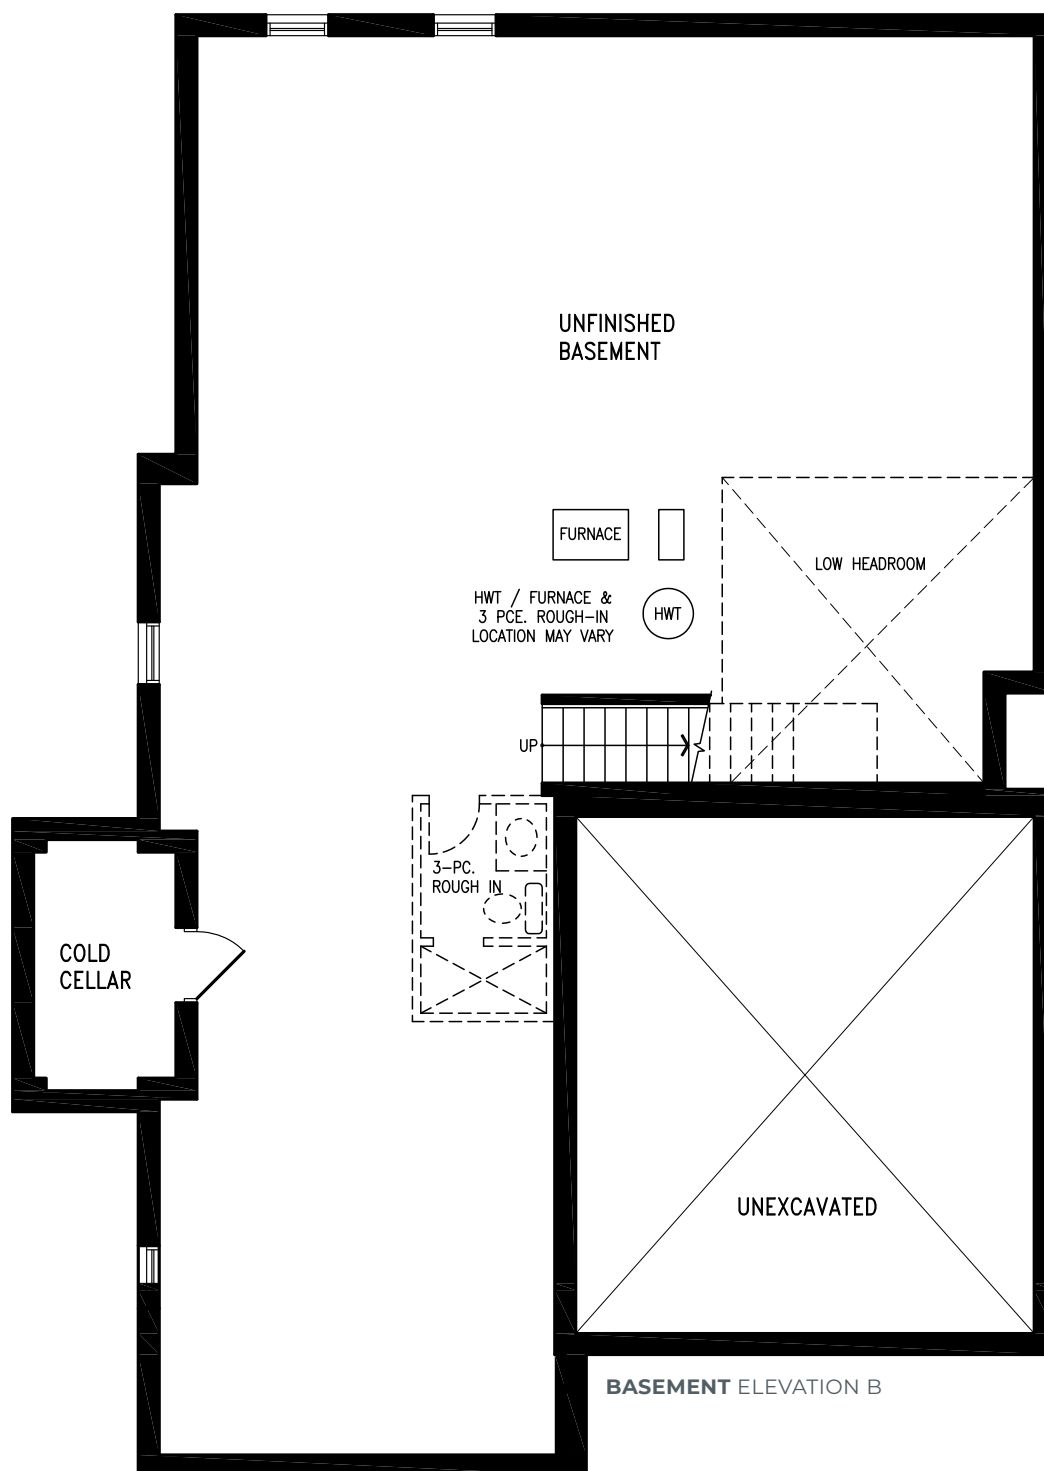 UNFINISHED
BASEMENT
FURNACE
LOW HEADROOM
HWT / FURNACE &
3 PCE. ROUGH-IN
LOCATION MAY VARY
HWT
UP
3-PC.
ROUGH IN
COLD
CELLAR
UNEXCAVATED
BASEMENT ELEVATION B